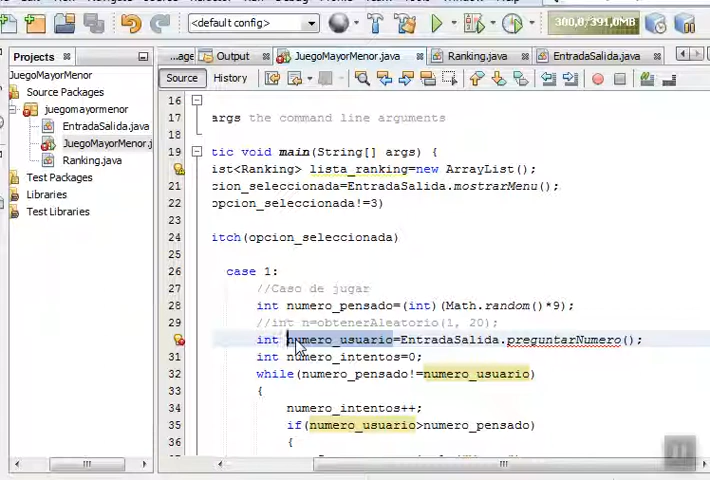 <default config>
300,0/391,0MB
Projects
...age
Output
JuegoMayorMenor.java
Ranking.java
EntradaSalida.java
JuegoMayorMenor
Source Packages
juegomayormenor
EntradaSalida.java
JuegoMayorMenor.j
Ranking.java
Test Packages
Libraries
Test Libraries
Source
History
16
17 args the command line arguments
18
19 tic void main(String[] args) {
20 ist<Ranking> lista_ranking=new ArrayList();
21 cion_seleccionada=EntradaSalida.mostrarMenu();
22 opcion_seleccionada!=3)
23
24 itch(opcion_seleccionada)
25
26 case 1:
27 //Caso de jugar
28 int numero_pensado=(int)(Math.random()*9);
29 //int n=obtenerAleatorio(1, 20);
int numero_usuario=EntradaSalida.preguntarNumero();
31 int numero_intentos=0;
32 while(numero_pensado!=numero_usuario)
33 {
34 numero_intentos++;
35 if(numero_usuario>numero_pensado)
36 {